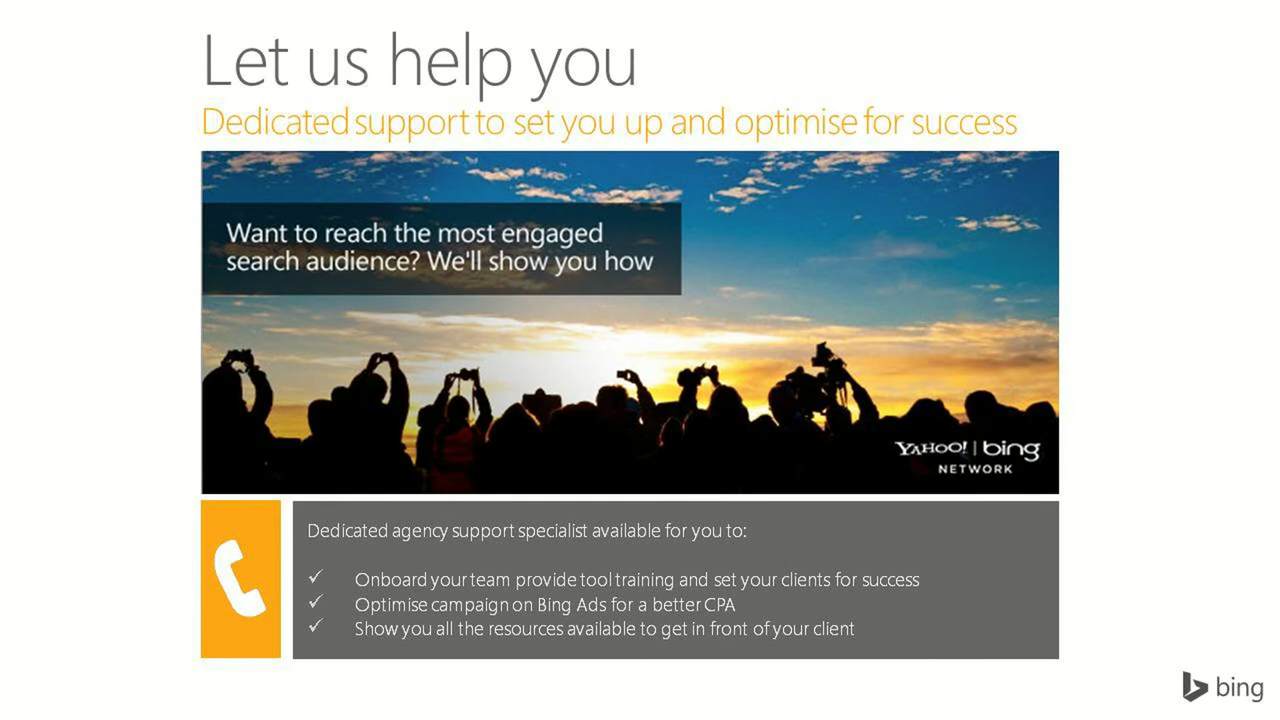 Let us help you
Dedicated support to set you up and optimise for success
Want to reach the most engaged
search audience? We'll show you how
YAHOO! | bing
NETWORK
Dedicated agency support specialist available for you to:
✓ Onboard your team provide tool training and set your clients for success
✓ Optimise campaign on Bing Ads for a better CPA
✓ Show you all the resources available to get in front of your client
bing